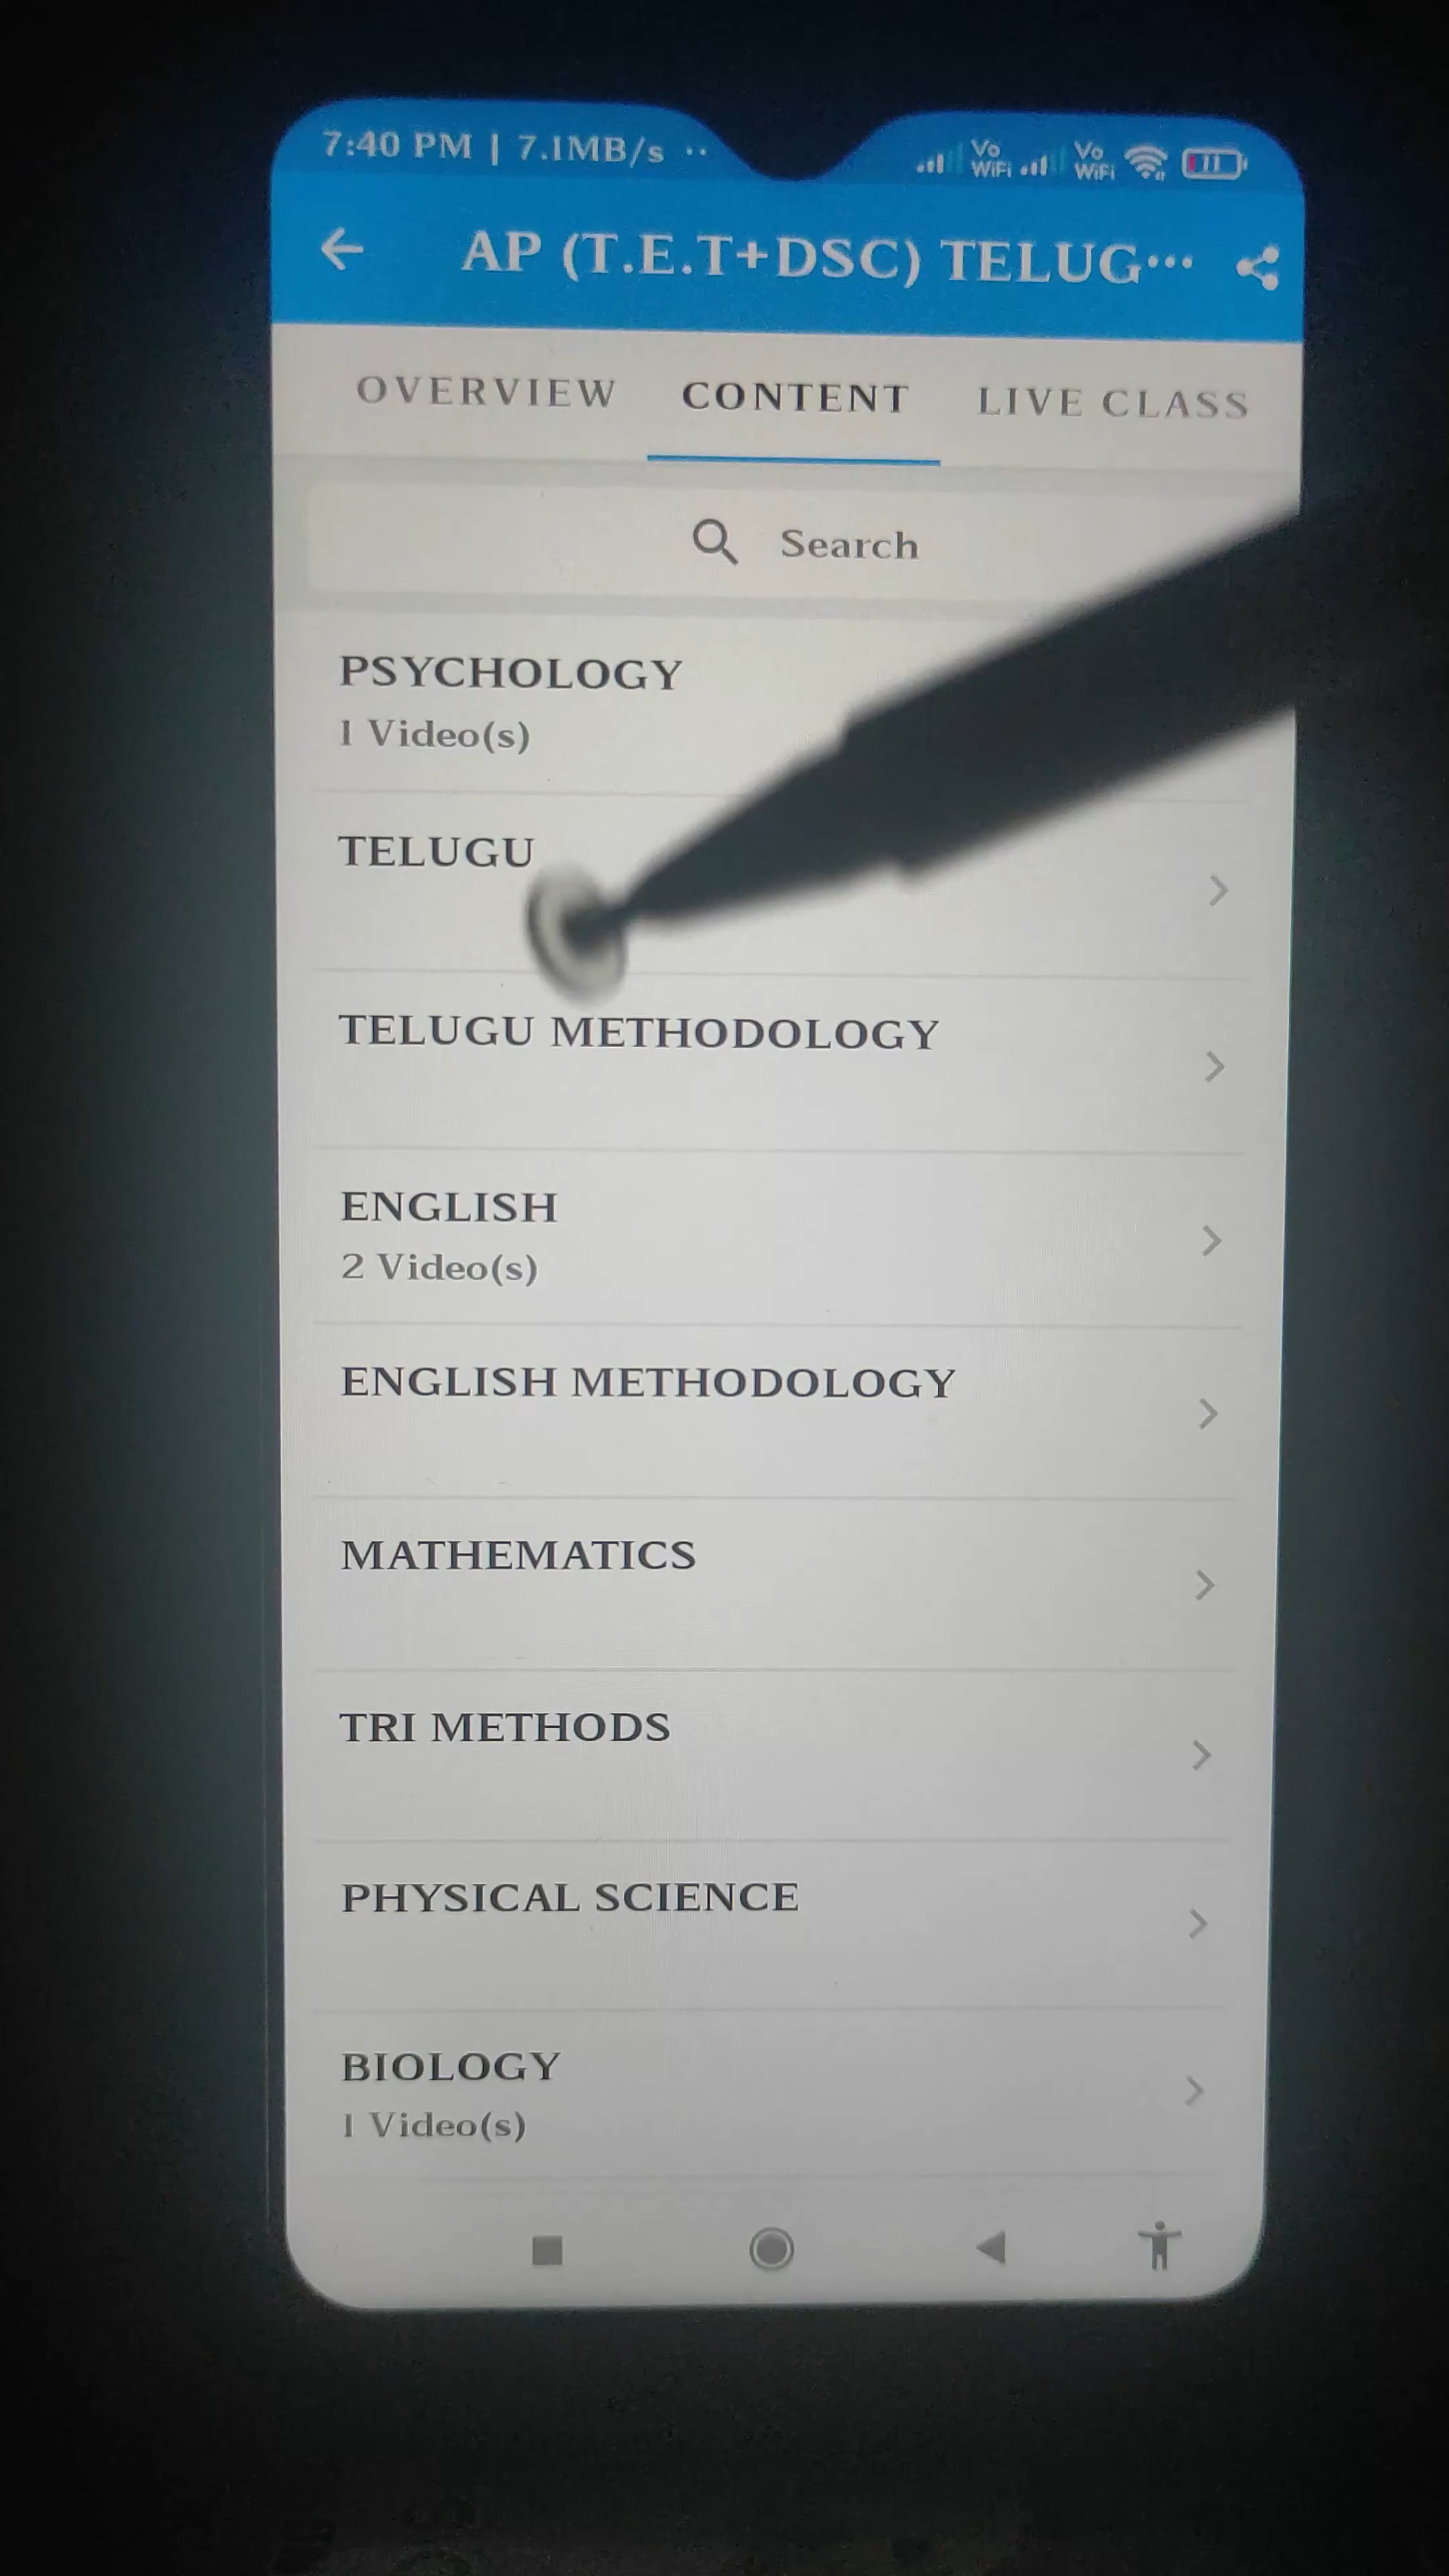 7:40 PM | 7.1MB/s ··
Vo WiFi Vo WiFi 11
AP (T.E.T+DSC) TELUG···
OVERVIEW CONTENT LIVE CLASS
Search
PSYCHOLOGY
1 Video(s)
TELUGU
TELUGU METHODOLOGY
ENGLISH
2 Video(s)
ENGLISH METHODOLOGY
MATHEMATICS
TRI METHODS
PHYSICAL SCIENCE
BIOLOGY
1 Video(s)